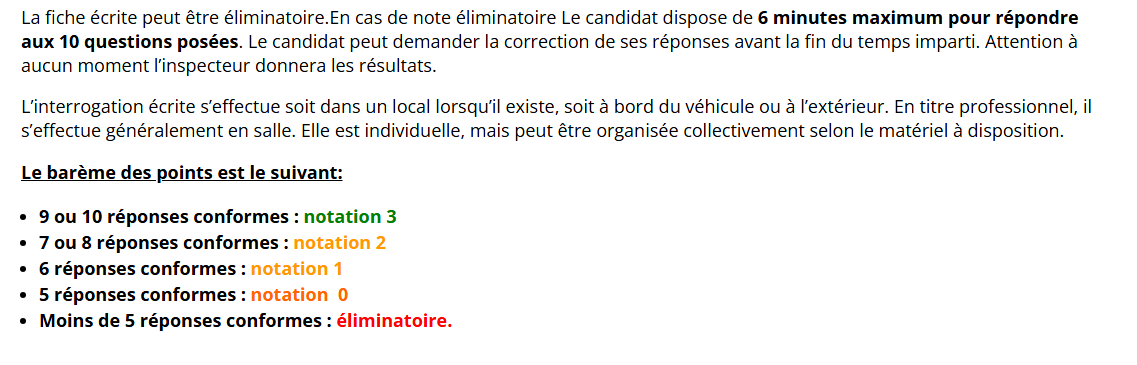 La fiche écrite peut être éliminatoire.En cas de note éliminatoire Le candidat dispose de 6 minutes maximum pour répondre
aux 10 questions posées. Le candidat peut demander la correction de ses réponses avant la fin du temps imparti. Attention à
aucun moment l’inspecteur donnera les résultats.
L’interrogation écrite s’effectue soit dans un local lorsqu’il existe, soit à bord du véhicule ou à l’extérieur. En titre professionnel, il
s’effectue généralement en salle. Elle est individuelle, mais peut être organisée collectivement selon le matériel à disposition.
Le barème des points est le suivant:
• 9 ou 10 réponses conformes : notation 3
• 7 ou 8 réponses conformes : notation 2
• 6 réponses conformes : notation 1
• 5 réponses conformes : notation  0
• Moins de 5 réponses conformes : éliminatoire.